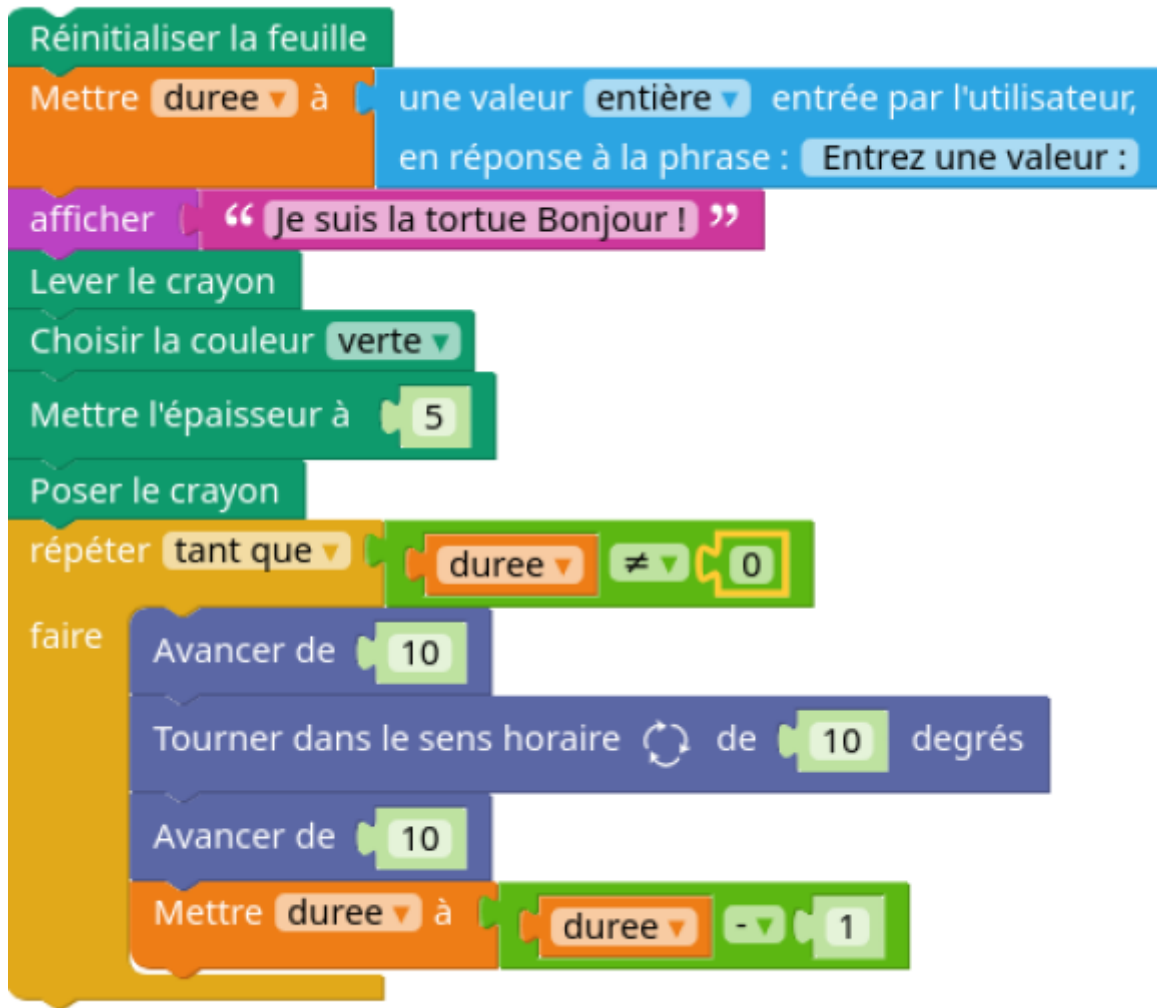 Réinitialiser la feuille
Mettre duree ▾ à une valeur entière ▾ entrée par l'utilisateur,
en réponse à la phrase : Entrez une valeur :
afficher “ Je suis la tortue Bonjour ! ”
Lever le crayon
Choisir la couleur verte ▾
Mettre l'épaisseur à 5
Poser le crayon
répéter tant que ▾ duree ▾ ≠ ▾ 0
faire Avancer de 10
Tourner dans le sens horaire de 10 degrés
Avancer de 10
Mettre duree ▾ à duree ▾ - ▾ 1